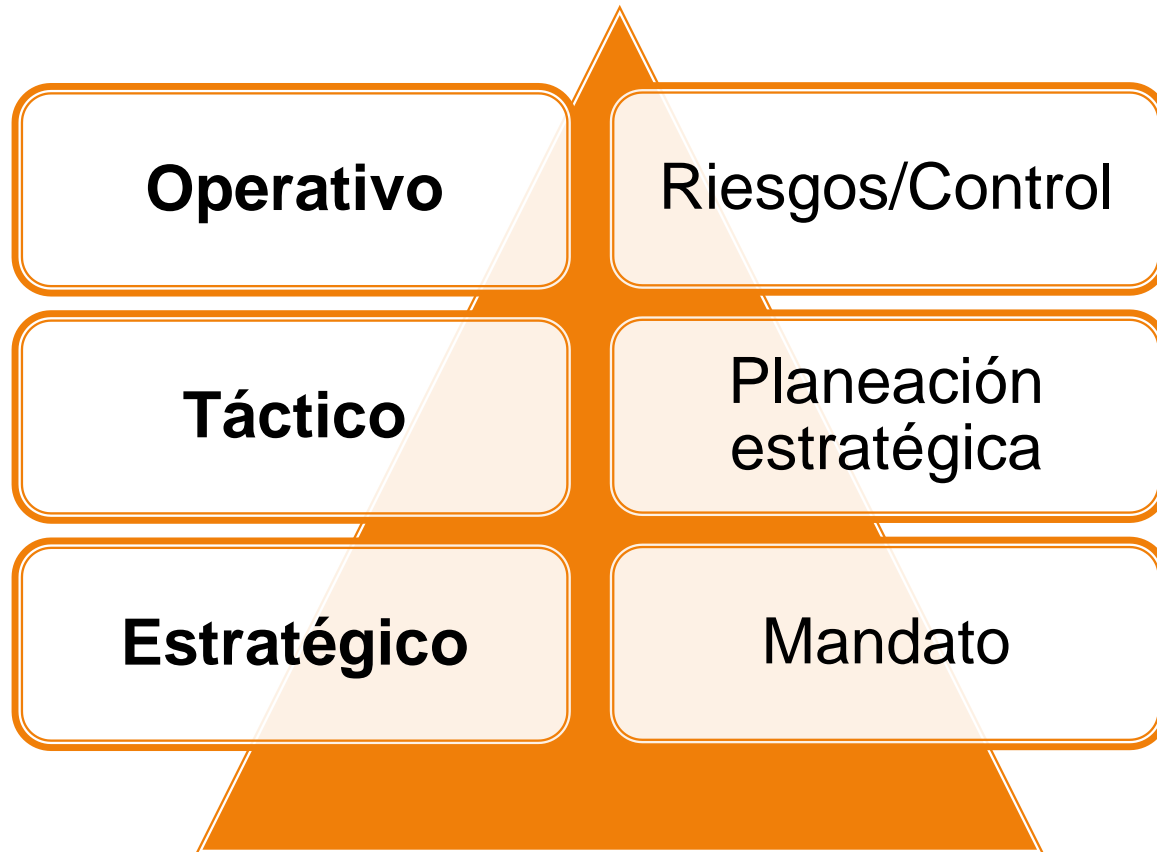 Operativo
Riesgos/Control
Táctico
Planeación
estratégica
Estratégico
Mandato